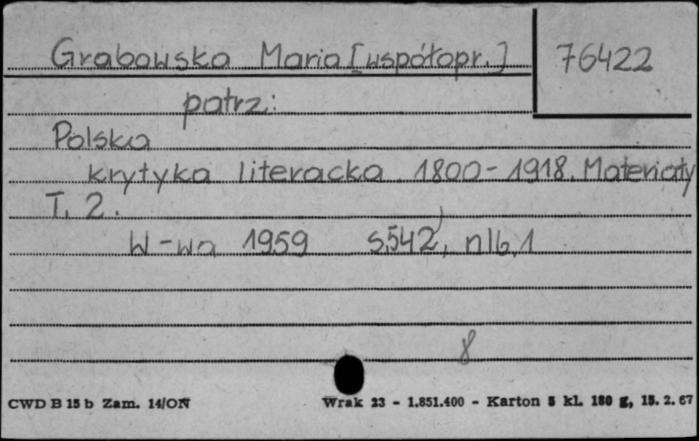 Grabowska Maria [współopr.]
76422
patrz:
Polska
krytyka literacka 1800-1918. Materiały
T. 2.
W-wa 1959 s.542, nlb.1
8
CWD B 15 b Zam. 14/ON
Wrak 23 - 1.851.400 - Karton 5 kl. 180 g, 15. 2. 67